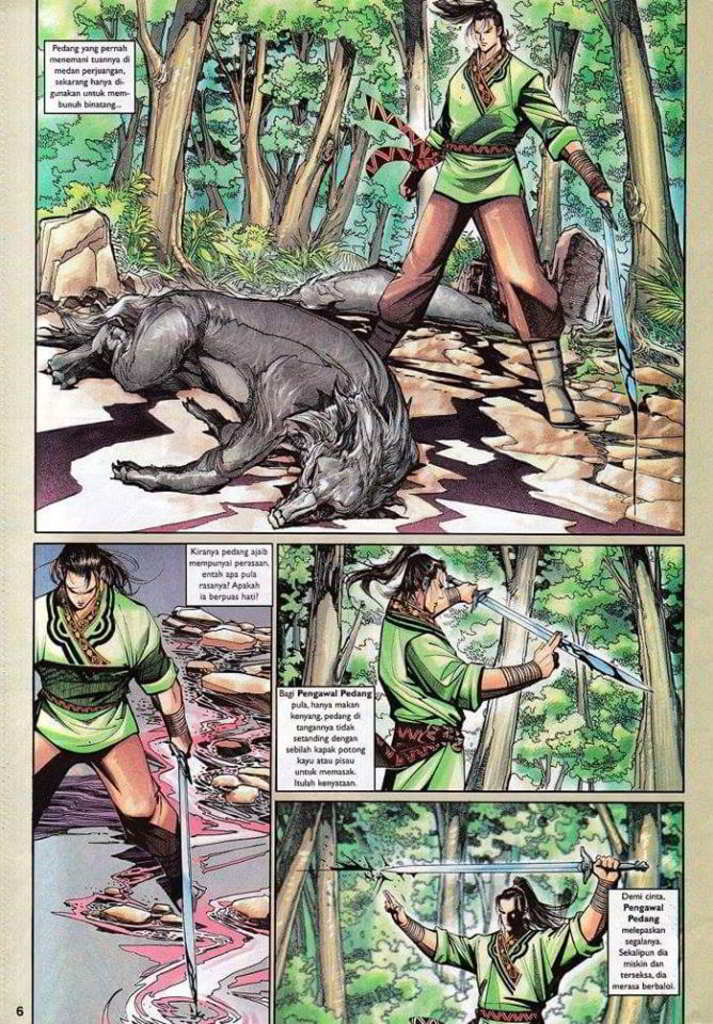 Pedang yang pernah
menemani tuannya di
medan perjuangan,
sekarang hanya di-
gunakan untuk mem-
bunuh binatang...
Kiranya pedang ajaib
mempunyai perasaan,
entah apa pula
rasanya? Apakah
ia berpuas hati?
Bagi Pengawal Pedang
pula, hanya makan
kenyang, pedang di
tangannya tidak
setanding dengan
sebilah kapak potong
kayu atau pisau
untuk memasak.
Itulah kenyataan.
Demi cinta,
Pengawal
Pedang
melepaskan
segalanya.
Sekalipun dia
miskin dan
terseksa, dia
merasa berbaloi.
6